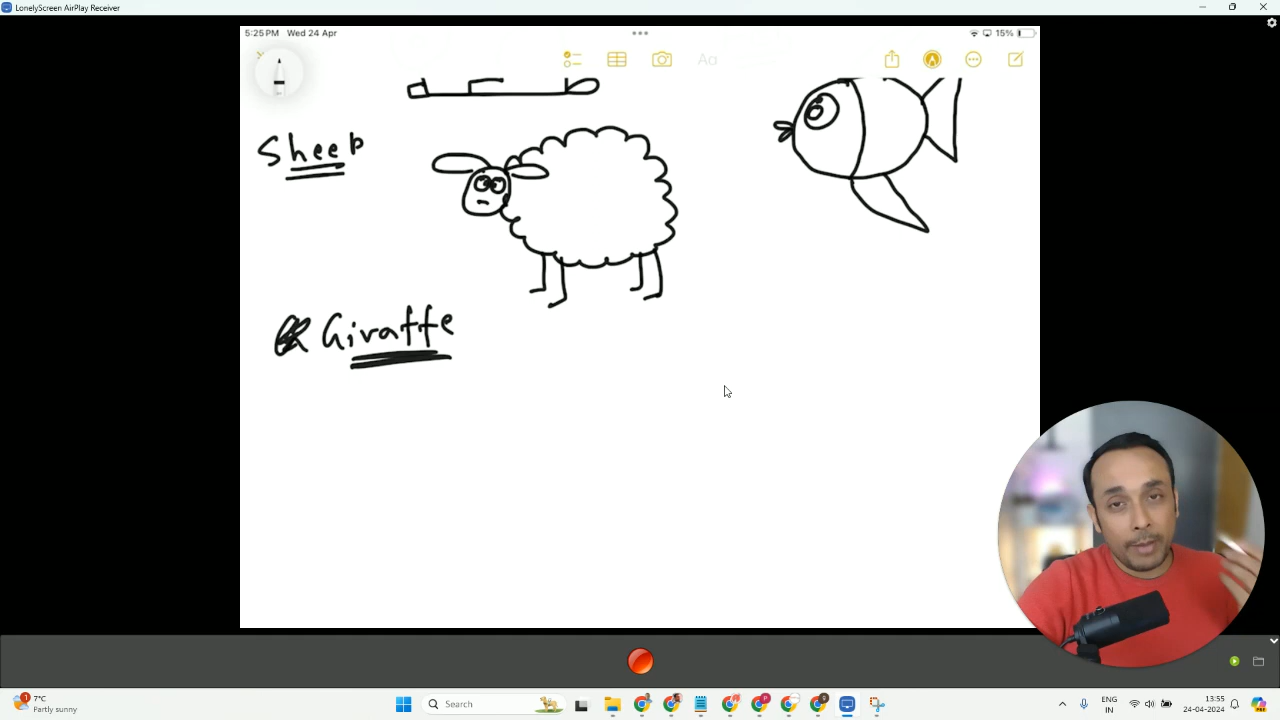 LonelyScreen AirPlay Receiver
5:25 PM Wed 24 Apr
15%
Aa
Sheep
Giraffe
1
7°C
Partly sunny
Search
ENG
IN
13:55
24-04-2024